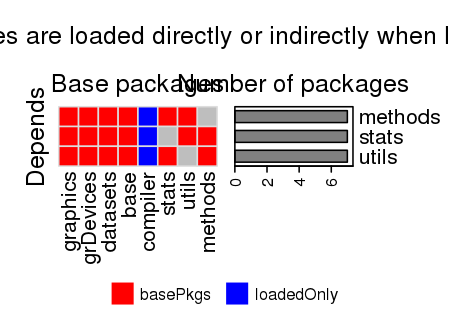 es are loaded directly or indirectly when l
Base packages
Number of packages
Depends
methods
stats
utils
0
2
4
6
graphics
grDevices
datasets
base
compiler
stats
utils
methods
basePkgs
loadedOnly